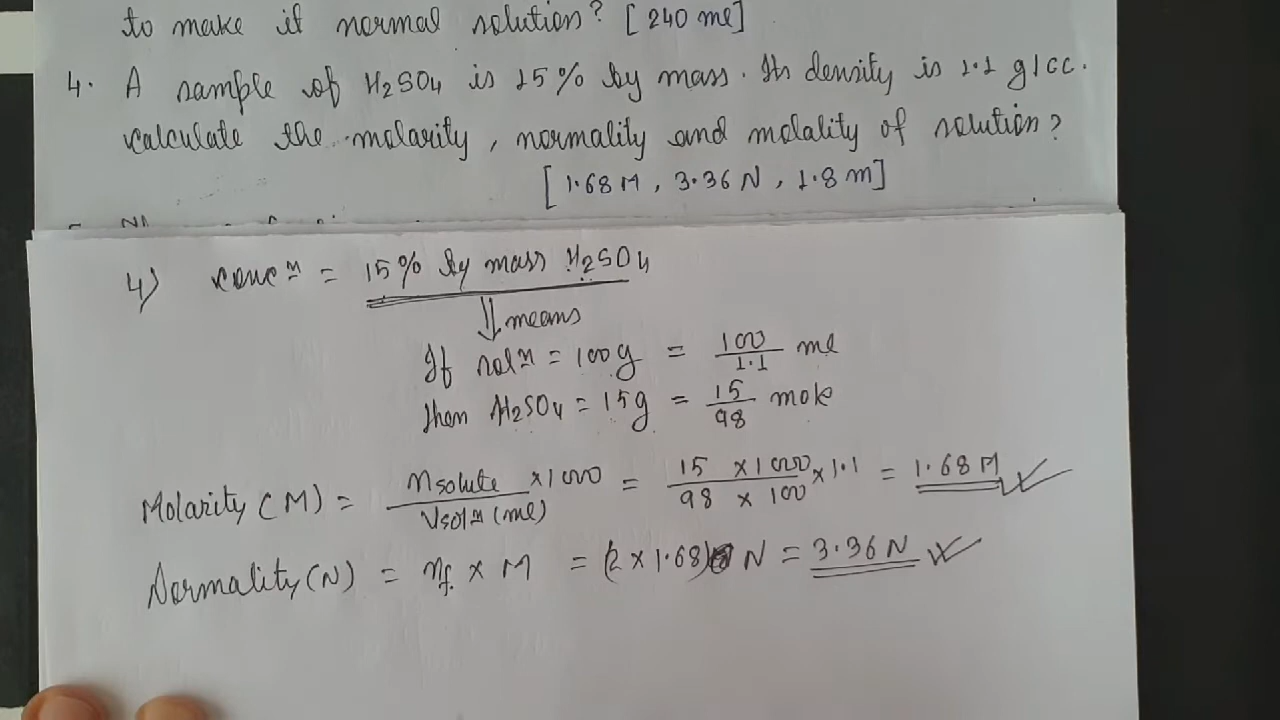 to make it normal solution? [240 ml]
4. A sample of H2SO4 is 15% by mass. Its density is 1.1 g/cc.
calculate the molarity, normality and molality of solution?
[1.68 M, 3.36 N, 1.8 m]
4) concn = 15% by mass H2SO4
means
If soln = 100g = 100/1.1 ml
then H2SO4 = 15g = 15/98 mole
Molarity (M) = nsolute/Vsoln (ml) × 1000 = 15 × 1000/98 × 100 × 1.1 = 1.68 M
Normality (N) = nf × M = (2 × 1.68) N = 3.36 N